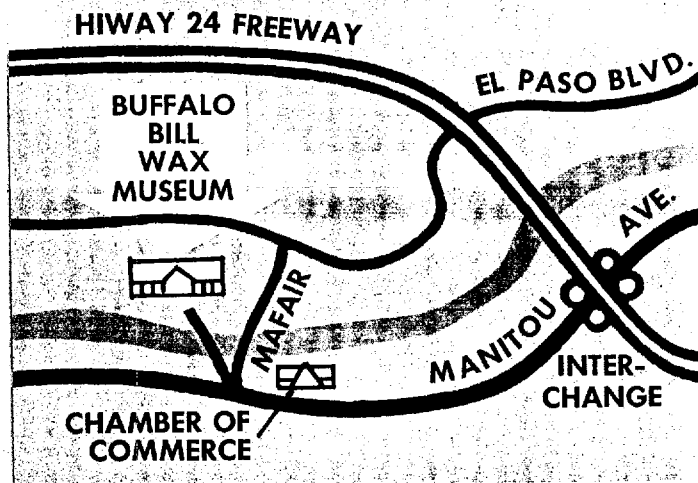 HIWAY 24 FREEWAY
EL PASO BLVD.
BUFFALO
BILL
WAX
MUSEUM
AVE.
MAFAIR
MANITOU
INTER-
CHANGE
CHAMBER OF
COMMERCE